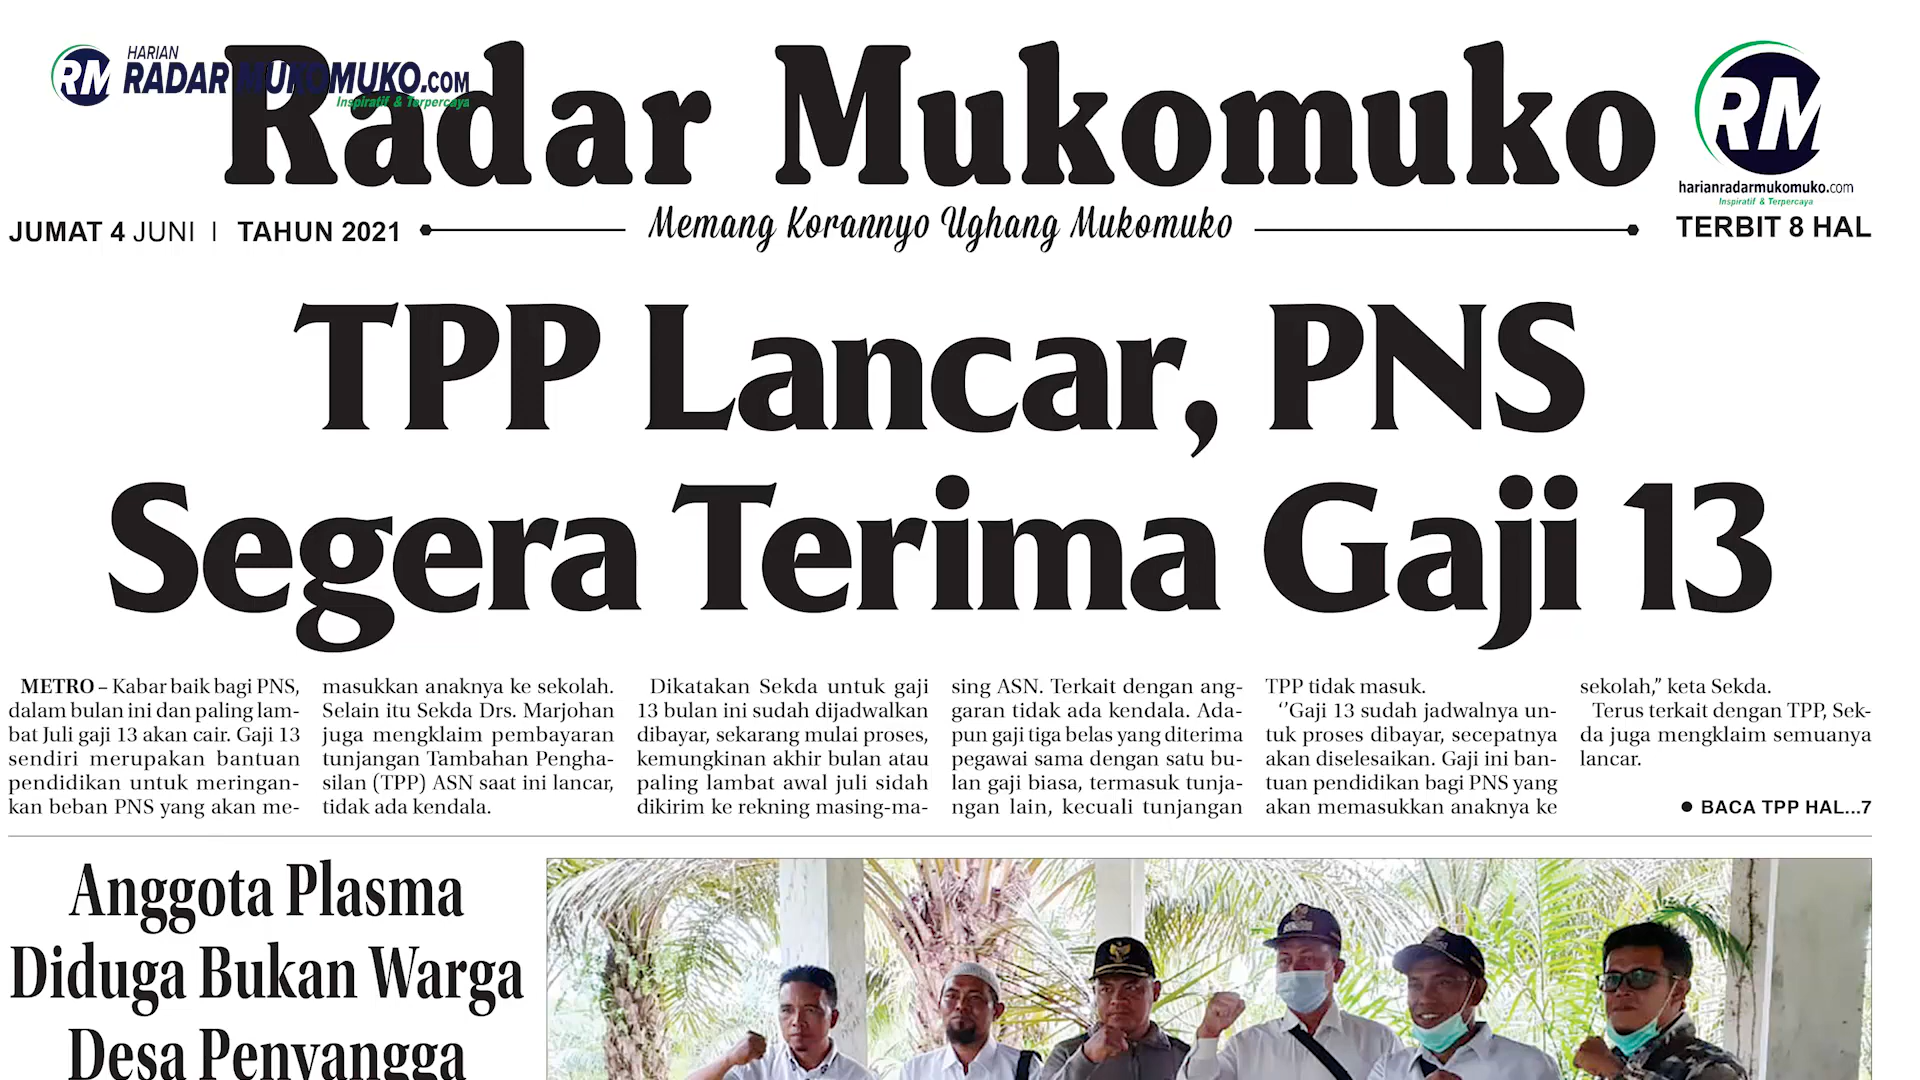 HARIAN
RADAR MUKOMUKO.COM
Inspiratif & Terpercaya
Radar Mukomuko
RM
RM
harianradarmukomuko.com
Inspiratif & Terpercaya
JUMAT 4 JUNI | TAHUN 2021
Memang Korannyo Ughang Mukomuko
TERBIT 8 HAL
TPP Lancar, PNS
Segera Terima Gaji 13
METRO – Kabar baik bagi PNS,
dalam bulan ini dan paling lam-
bat Juli gaji 13 akan cair. Gaji 13
sendiri merupakan bantuan
pendidikan untuk meringan-
kan beban PNS yang akan me-
masukkan anaknya ke sekolah.
Selain itu Sekda Drs. Marjohan
juga mengklaim pembayaran
tunjangan Tambahan Pengha-
silan (TPP) ASN saat ini lancar,
tidak ada kendala.
Dikatakan Sekda untuk gaji
13 bulan ini sudah dijadwalkan
dibayar, sekarang mulai proses,
kemungkinan akhir bulan atau
paling lambat awal juli sidah
dikirim ke rekning masing-ma-
sing ASN. Terkait dengan ang-
garan tidak ada kendala. Ada-
pun gaji tiga belas yang diterima
pegawai sama dengan satu bu-
lan gaji biasa, termasuk tunja-
ngan lain, kecuali tunjangan
TPP tidak masuk.
‘’Gaji 13 sudah jadwalnya un-
tuk proses dibayar, secepatnya
akan diselesaikan. Gaji ini ban-
tuan pendidikan bagi PNS yang
akan memasukkan anaknya ke
sekolah,” keta Sekda.
Terus terkait dengan TPP, Sek-
da juga mengklaim semuanya
lancar.
● BACA TPP HAL...7
Anggota Plasma
Diduga Bukan Warga
Desa Penyangga